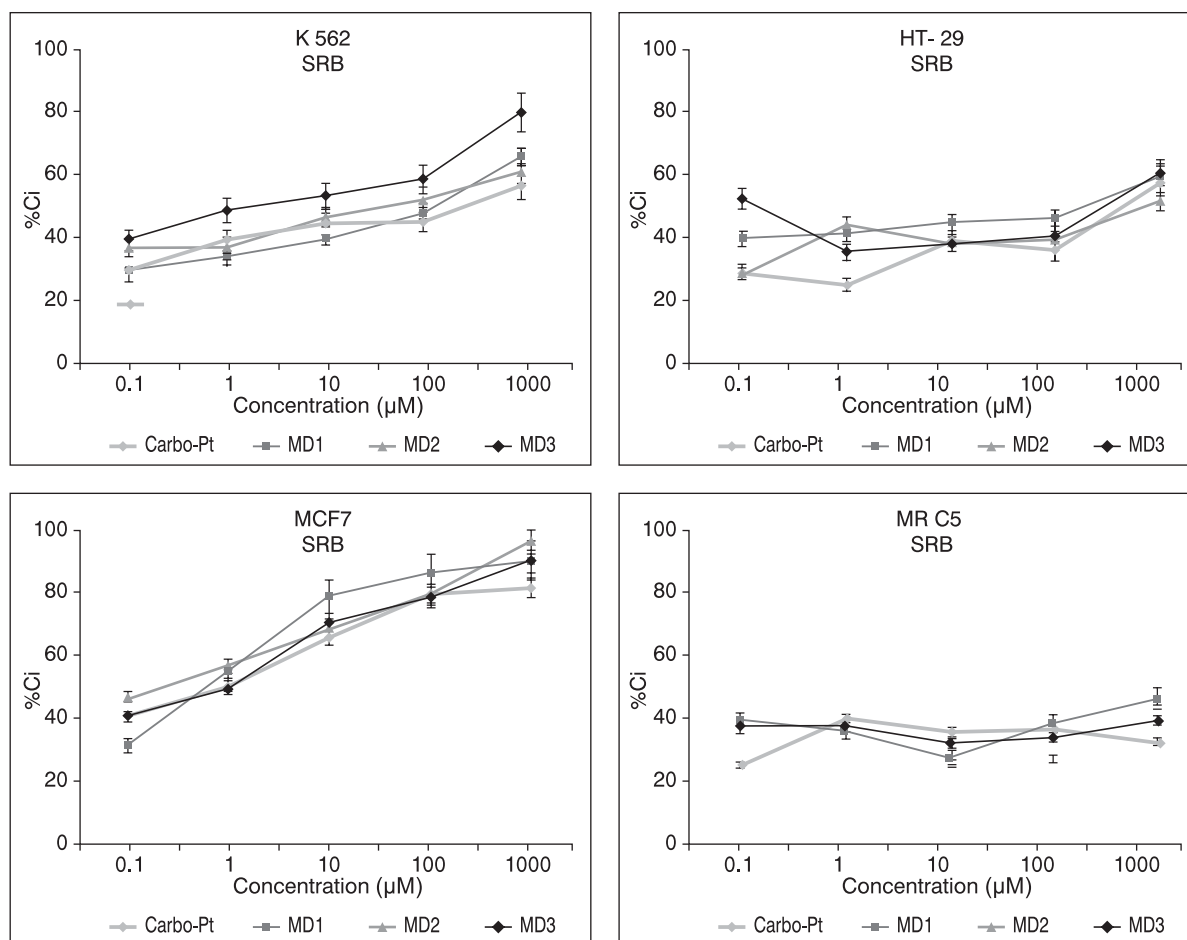 K 562
SRB
100
80
60
40
20
0
%Ci
0.1 1 10 100 1000
Concentration (µM)
Carbo-Pt MD1 MD2 MD3
HT- 29
SRB
100
80
60
40
20
0
%Ci
0.1 1 10 100 1000
Concentration (µM)
Carbo-Pt MD1 MD2 MD3
MCF7
SRB
100
80
60
40
20
0
%Ci
0.1 1 10 100 1000
Concentration (µM)
Carbo-Pt MD1 MD2 MD3
MR C5
SRB
100
80
60
40
20
0
%Ci
0.1 1 10 100 1000
Concentration (µM)
Carbo-Pt MD1 MD2 MD3